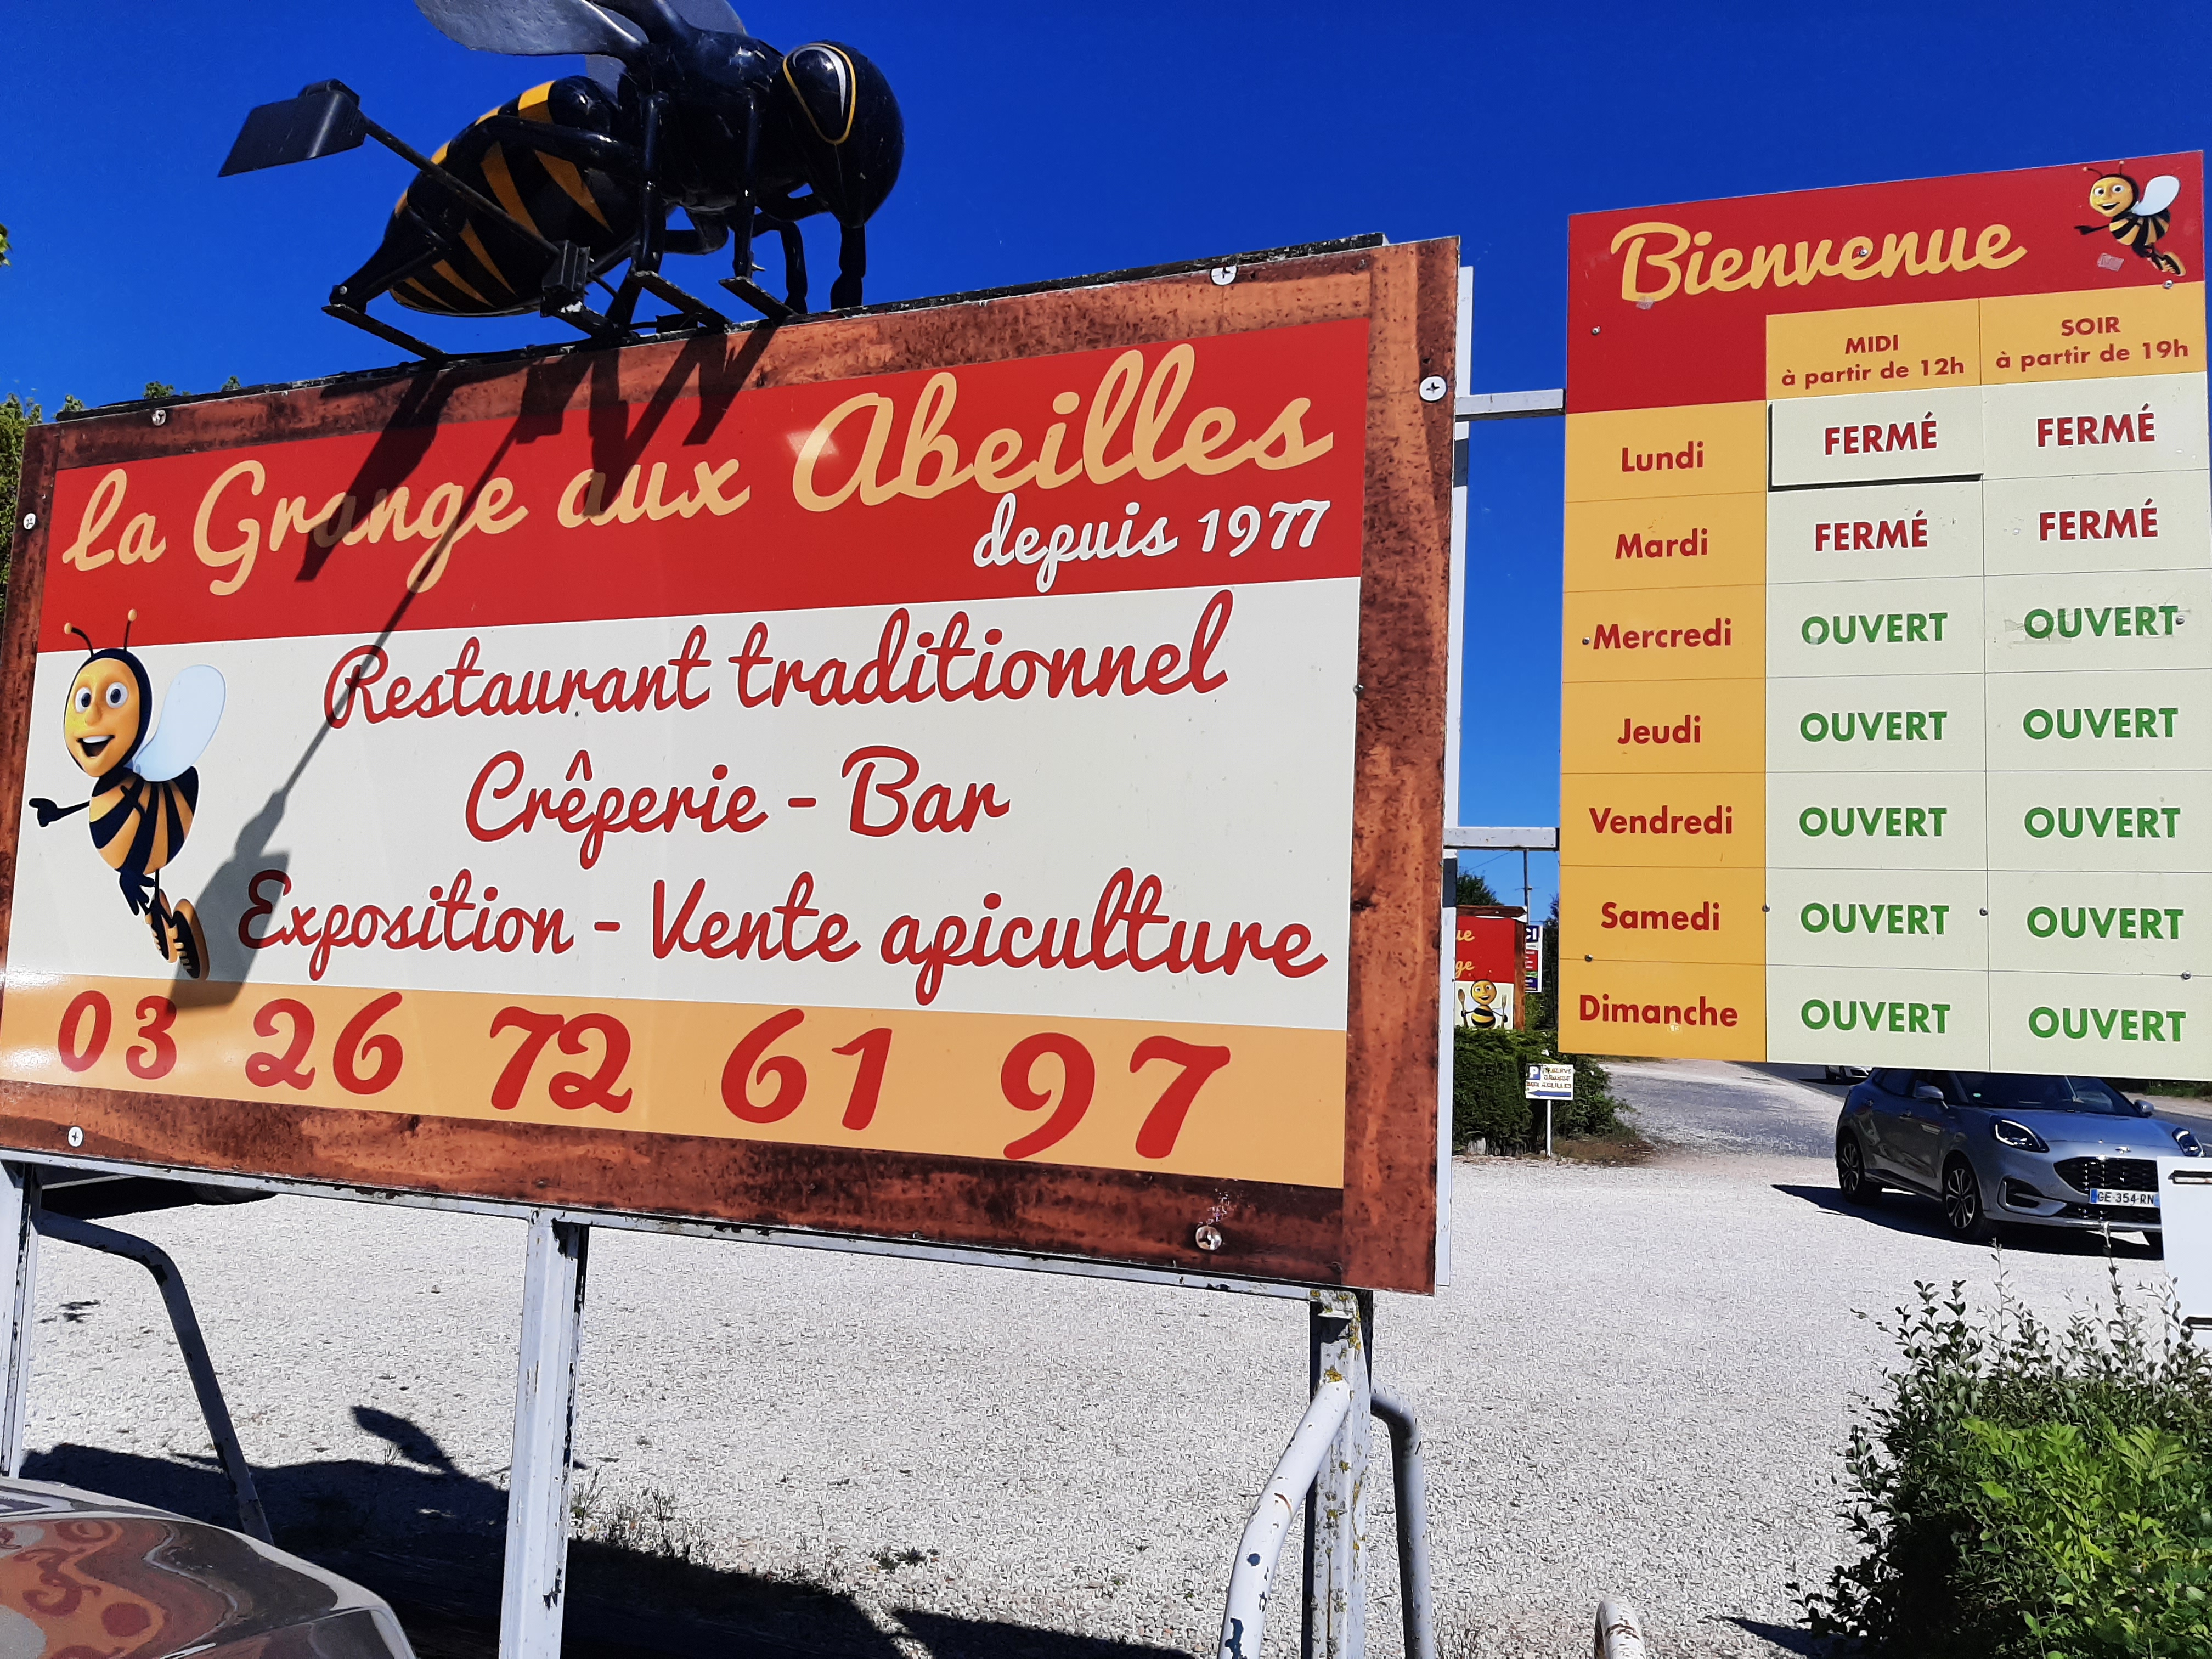 la Grange aux Abeilles
depuis 1977
Restaurant traditionnel
Crêperie - Bar
Exposition - Vente apiculture
03 26 72 61 97
Bienvenue
MIDI
à partir de 12h
SOIR
à partir de 19h
Lundi FERMÉ FERMÉ
Mardi FERMÉ FERMÉ
Mercredi OUVERT OUVERT
Jeudi OUVERT OUVERT
Vendredi OUVERT OUVERT
Samedi OUVERT OUVERT
Dimanche OUVERT OUVERT
P
AUX ABEILLES
GE-354-RN